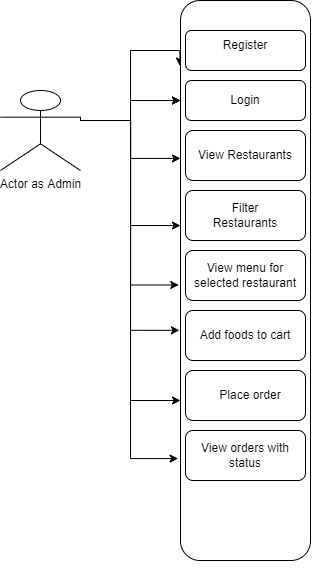 Register
Login
Actor as Admin
View Restaurants
Filter
Restaurants
View menu for
selected restaurant
Add foods to cart
Place order
View orders with
status